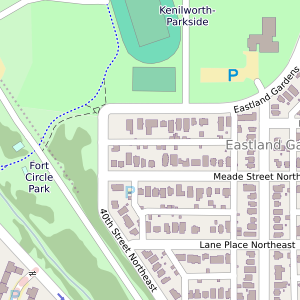 Kenilworth-
Parkside
P
Eastland Gardens
Eastland Ga
Meade Street North
Fort
Circle
Park
40th Street Northeast
Lane Place Northeast